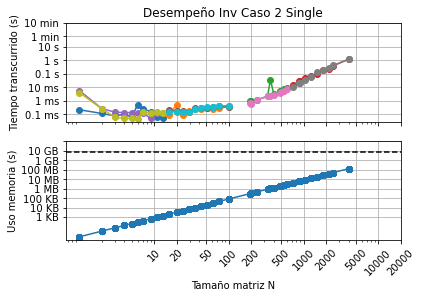 Desempeño Inv Caso 2 Single
Tiempo transcurrido (s)
10 min
1 min
10 s
1 s
0.1 s
10 ms
1 ms
0.1 ms
Uso memoria (s)
10 GB
1 GB
100 MB
10 MB
1 MB
100 KB
10 KB
1 KB
10
20
50
100
200
500
1000
2000
5000
10000
20000
Tamaño matriz N